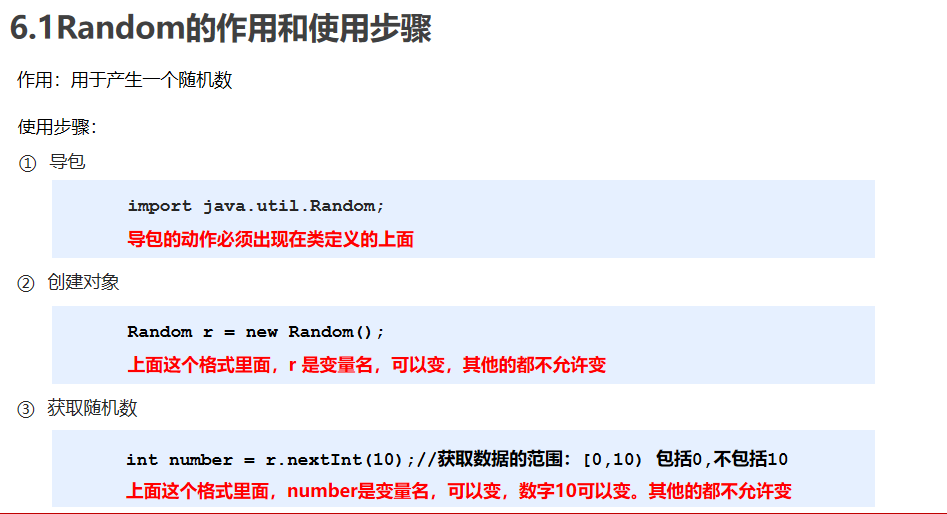 6.1Random的作用和使用步骤
作用：用于产生一个随机数
使用步骤：
① 导包
import java.util.Random;
导包的动作必须出现在类定义的上面
② 创建对象
Random r = new Random();
上面这个格式里面，r 是变量名，可以变，其他的都不允许变
③ 获取随机数
int number = r.nextInt(10);//获取数据的范围：[0,10) 包括0,不包括10
上面这个格式里面，number是变量名，可以变，数字10可以变。其他的都不允许变